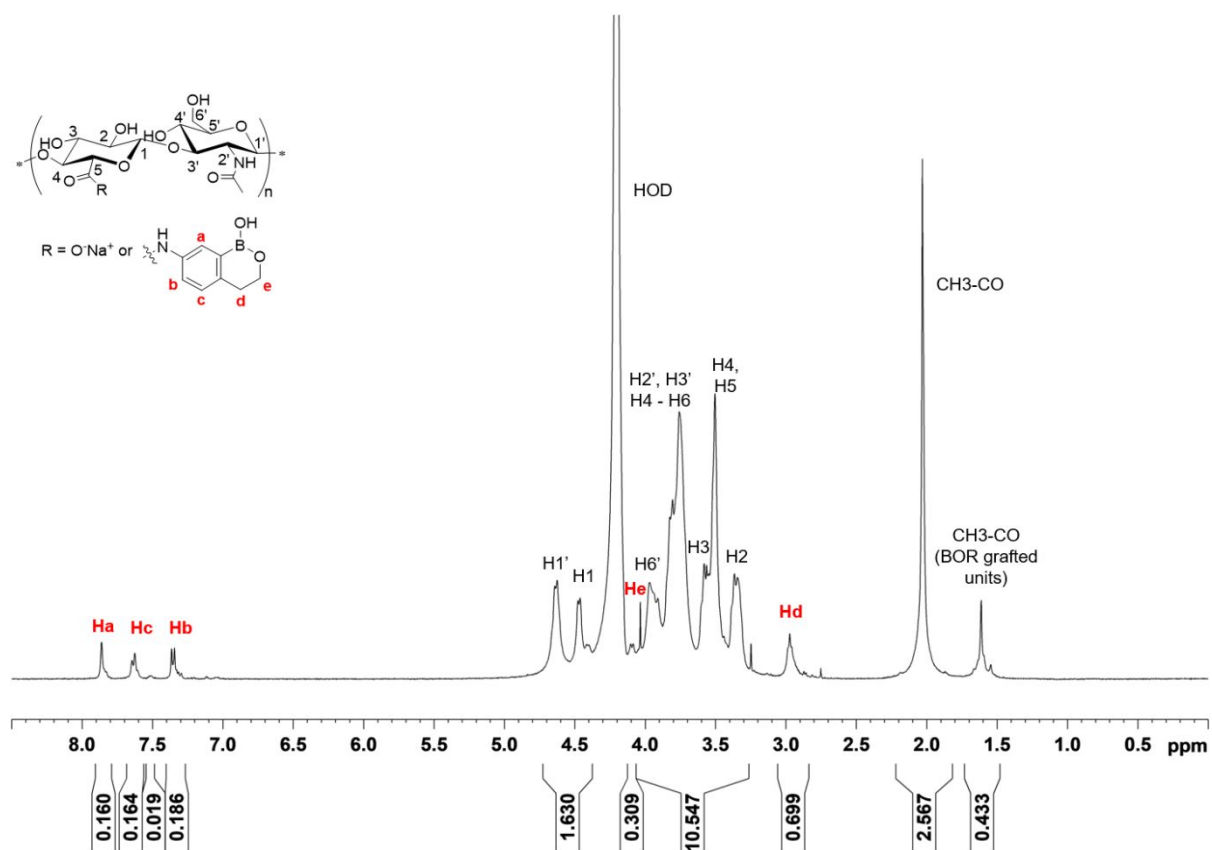 OH
6'
4'
5'
OH
3
2
HO
O
1'
HO
O
1
2'
NH
O
5
O
3'
4
O
O
R
n
OH
R = O⁻Na⁺ or
H
N
a
B
O
b
c
d
e
HOD
CH3-CO
H2', H3'
H4 - H6
H4,
H5
CH3-CO
(BOR grafted
units)
H1'
H1
He
H6'
H3
H2
Hd
Ha
Hc
Hb
8.0 7.5 7.0 6.5 6.0 5.5 5.0 4.5 4.0 3.5 3.0 2.5 2.0 1.5 1.0 0.5 ppm
0.160 0.164 0.019 0.186 1.630 0.309 10.547 0.699 2.567 0.433